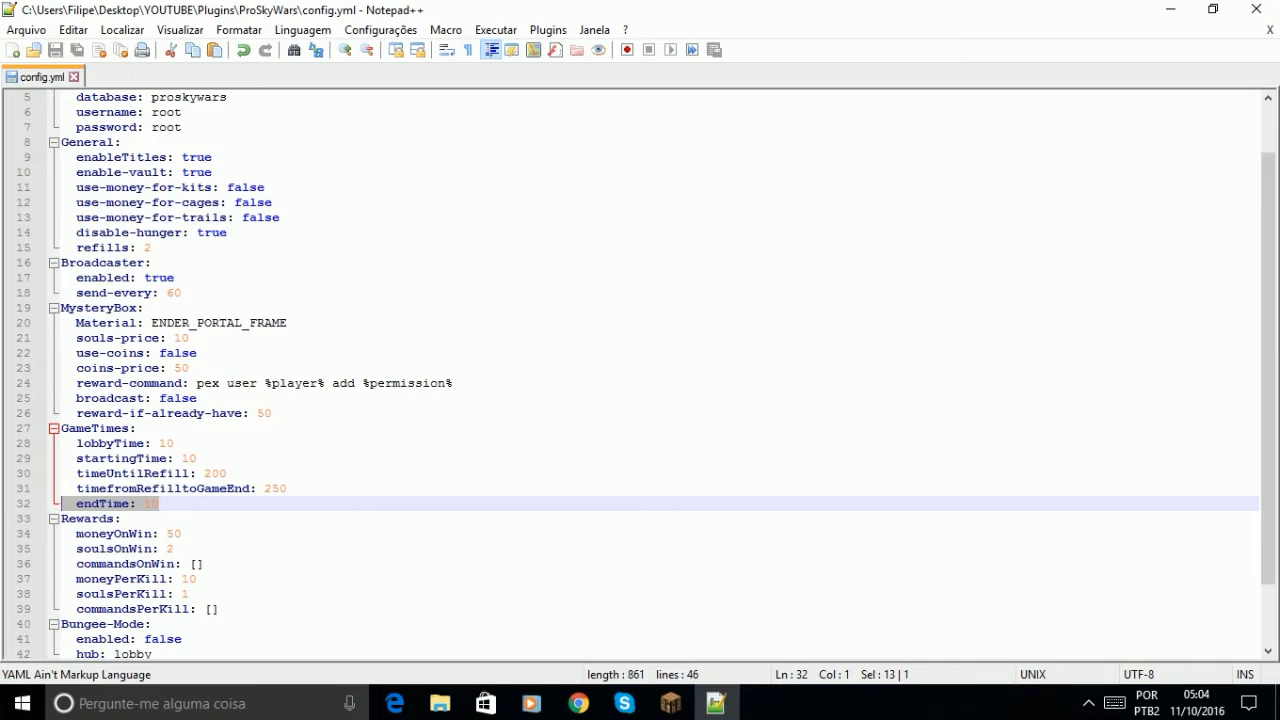 C:\Users\Filipe\Desktop\YOUTUBE\Plugins\ProSkyWars\config.yml - Notepad++
Arquivo Editar Localizar Visualizar Formatar Linguagem Configurações Macro Executar Plugins Janela ? X
config.yml
5 database: proskywars
6 username: root
7 password: root
8 General:
9 enableTitles: true
10 enable-vault: true
11 use-money-for-kits: false
12 use-money-for-cages: false
13 use-money-for-trails: false
14 disable-hunger: true
15 refills: 2
16 Broadcaster:
17 enabled: true
18 send-every: 60
19 MysteryBox:
20 Material: ENDER_PORTAL_FRAME
21 souls-price: 10
22 use-coins: false
23 coins-price: 50
24 reward-command: pex user %player% add %permission%
25 broadcast: false
26 reward-if-already-have: 50
27 GameTimes:
28 lobbyTime: 10
29 startingTime: 10
30 timeUntilRefill: 200
31 timefromRefilltoGameEnd: 250
32 endTime: 10
33 Rewards:
34 moneyOnWin: 50
35 soulsOnWin: 2
36 commandsOnWin: []
37 moneyPerKill: 10
38 soulsPerKill: 1
39 commandsPerKill: []
40 Bungee-Mode:
41 enabled: false
42 hub: lobby
YAML Ain't Markup Language length : 861 lines : 46 Ln : 32 Col : 1 Sel : 13 | 1 UNIX UTF-8 INS
Pergunte-me alguma coisa
POR
PTB2
05:04
11/10/2016